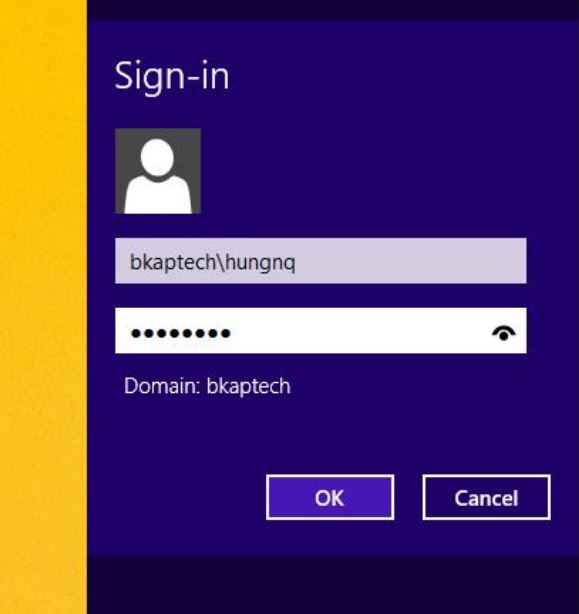 Sign-in
bkaptech\hungnq
••••••••
Domain: bkaptech
OK
Cancel